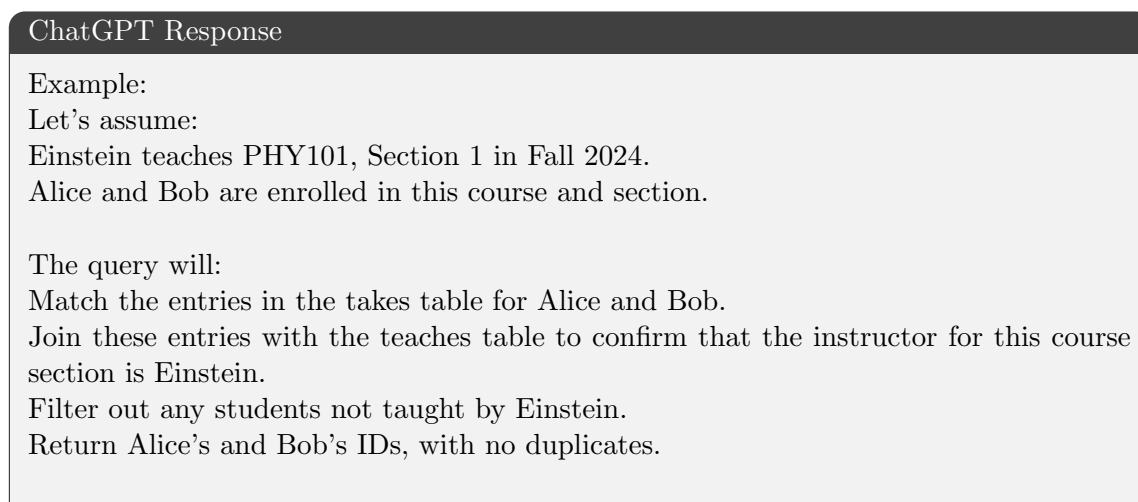 ChatGPT Response
Example:
Let’s assume:
Einstein teaches PHY101, Section 1 in Fall 2024.
Alice and Bob are enrolled in this course and section.
The query will:
Match the entries in the takes table for Alice and Bob.
Join these entries with the teaches table to confirm that the instructor for this course
section is Einstein.
Filter out any students not taught by Einstein.
Return Alice’s and Bob’s IDs, with no duplicates.